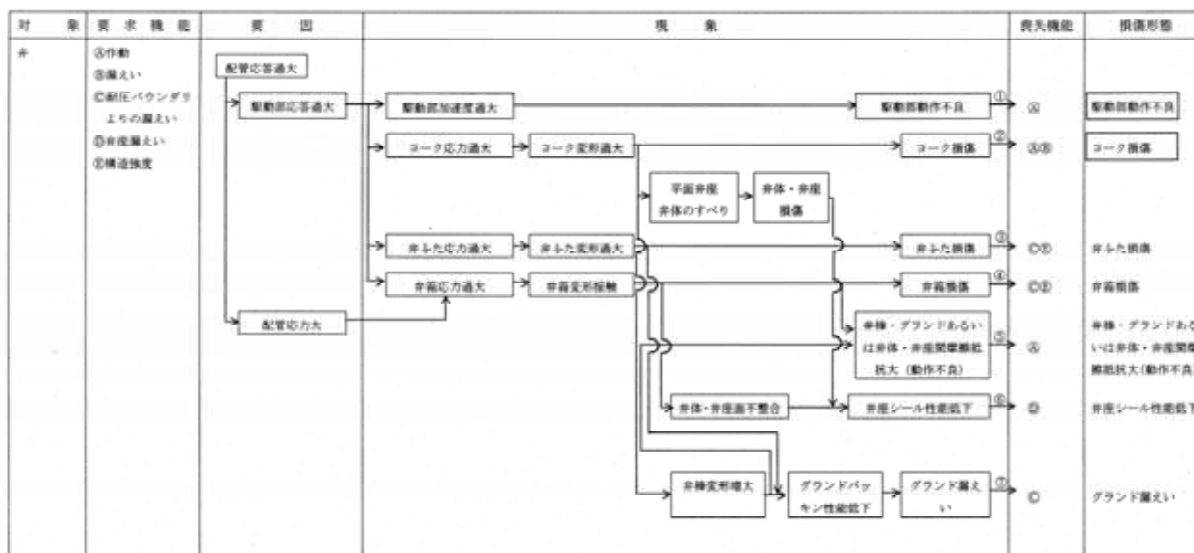 対 象 要 求 機 能 要 因 現 象 喪失機能 損傷形態
弁
Ⓐ作動
Ⓑ漏えい
Ⓒ耐圧バウンダリ
よりの漏えい
Ⓓ弁座漏えい
Ⓔ構造強度
配管応答過大
駆動部応答過大
駆動部加速度過大
駆動部動作不良
①
Ⓐ
駆動部動作不良
ヨーク応力過大
ヨーク変形過大
ヨーク損傷
②
ⒶⒷ
ヨーク損傷
平面弁座
弁体のすべり
弁体・弁座
損傷
弁ふた応力過大
弁ふた変形過大
弁ふた損傷
③
ⒸⒺ
弁ふた損傷
弁箱応力過大
弁箱変形接触
弁箱損傷
④
ⒸⒺ
弁箱損傷
配管応力大
弁棒・グランドあるい
は弁体・弁座間摩擦抵
抗大（動作不良）
⑤
Ⓐ
弁棒・グランドあるい
は弁体・弁座間摩
擦抵抗大(動作不良)
弁体・弁座面不整合
弁座シール性能低下
⑥
Ⓓ
弁座シール性能低下
弁棒変形増大
グランドパッ
キン性能低下
グランド漏え
い
⑦
Ⓒ
グランド漏えい